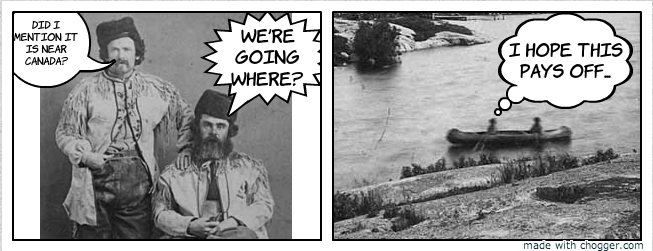 DID I
MENTION IT
IS NEAR
CANADA?
WE'RE
GOING
WHERE?
I HOPE THIS
PAYS OFF...
made with chogger.com